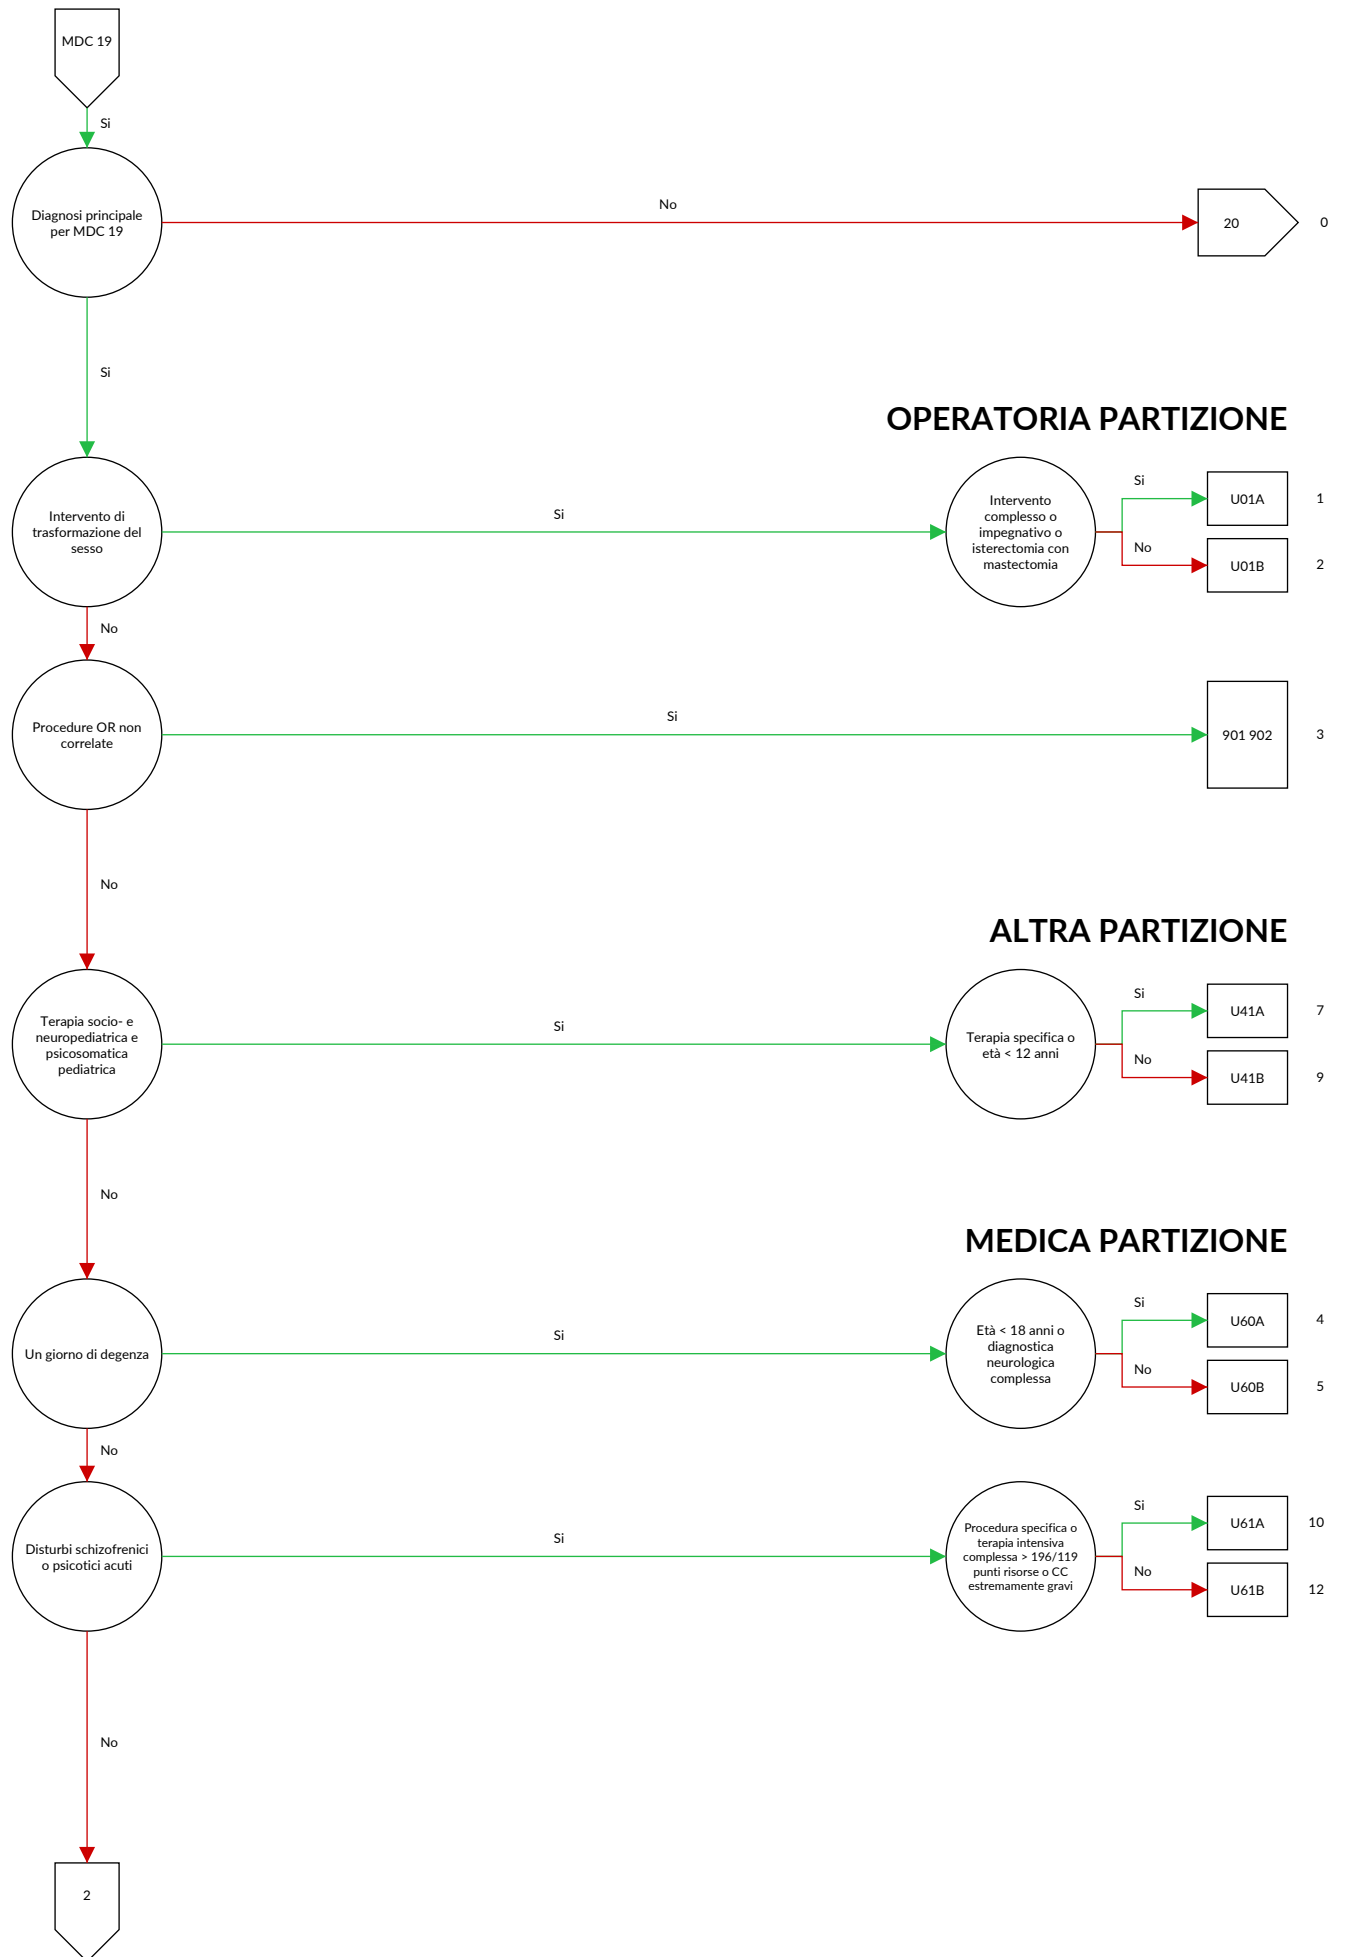 MDC 19
Si
Diagnosi principale
per MDC 19
No
20
0
Si
OPERATORIA PARTIZIONE
Intervento di
trasformazione del
sesso
Si
Intervento
complesso o
impegnativo o
isterectomia con
mastectomia
Si
U01A
1
No
U01B
2
No
Procedure OR non
correlate
Si
901 902
3
No
ALTRA PARTIZIONE
Terapia socio- e
neuropediatrica e
psicosomatica
pediatrica
Si
Terapia specifica o
età < 12 anni
Si
U41A
7
No
U41B
9
No
MEDICA PARTIZIONE
Un giorno di degenza
Si
Età < 18 anni o
diagnostica
neurologica
complessa
Si
U60A
4
No
U60B
5
No
Disturbi schizofrenici
o psicotici acuti
Si
Procedura specifica o
terapia intensiva
complessa > 196/119
punti risorse o CC
estremamente gravi
Si
U61A
10
No
U61B
12
No
2